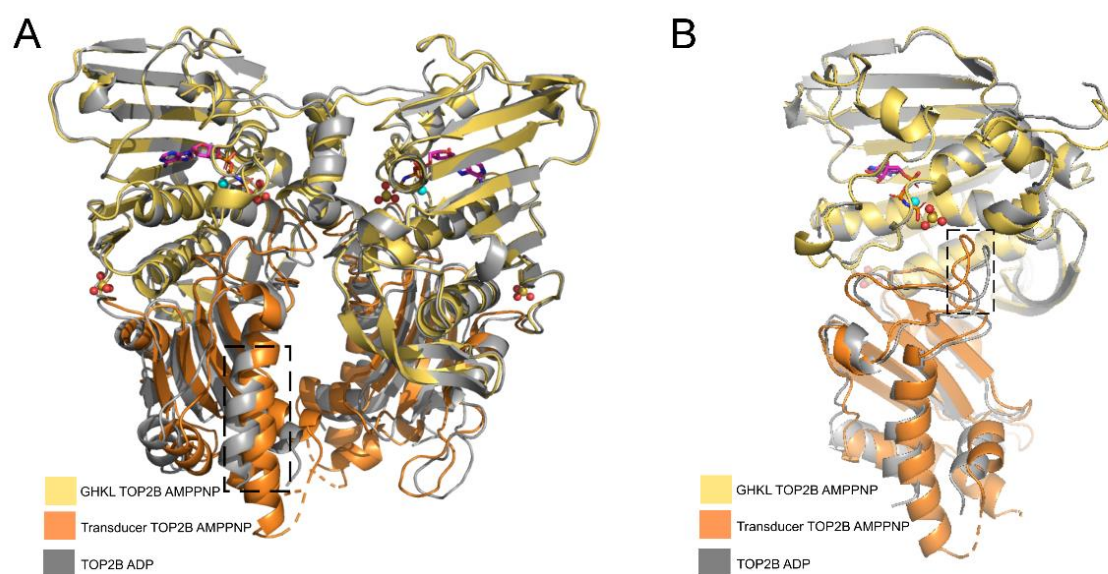 A
GHKL TOP2B AMPPNP
Transducer TOP2B AMPPNP
TOP2B ADP
B
GHKL TOP2B AMPPNP
Transducer TOP2B AMPPNP
TOP2B ADP